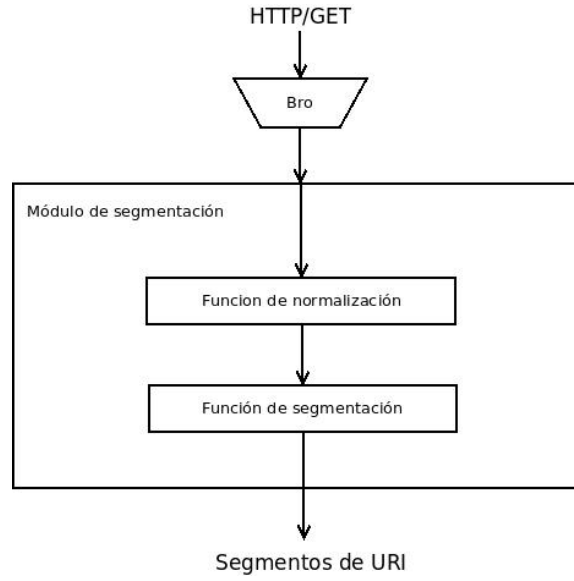 HTTP/GET
Bro
Módulo de segmentación
Funcion de normalización
Función de segmentación
Segmentos de URI